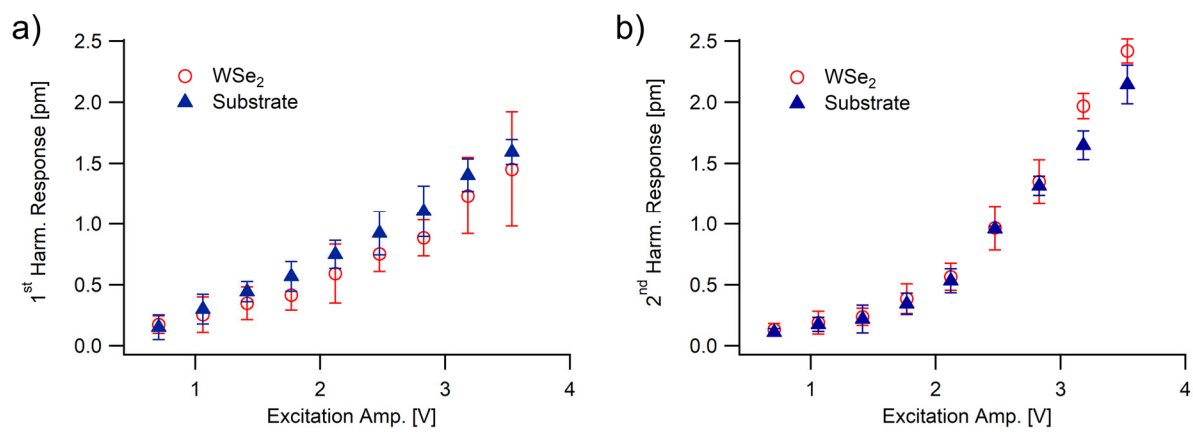 a)
2.5
2.0
1.5
1.0
0.5
0.0
1st Harm. Response [pm]
WSe2
Substrate
1 2 3 4
Excitation Amp. [V]
b)
2.5
2.0
1.5
1.0
0.5
0.0
2nd Harm. Response [pm]
WSe2
Substrate
1 2 3 4
Excitation Amp. [V]